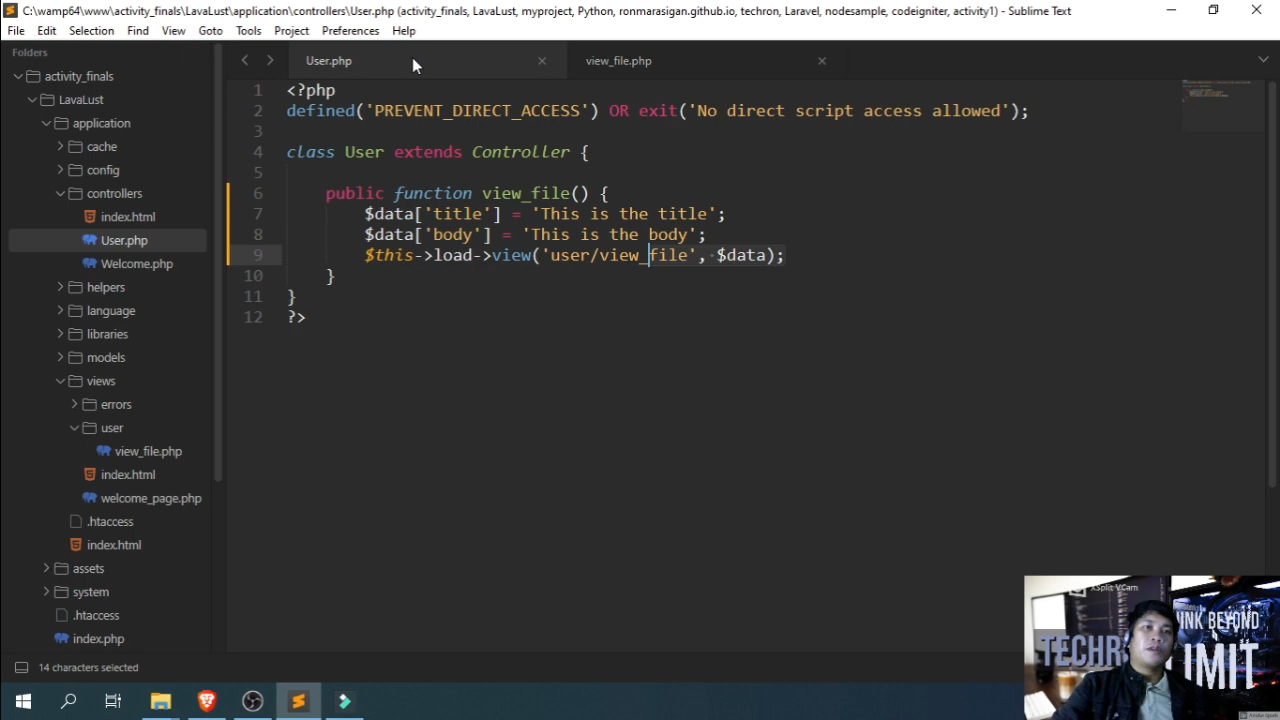 C:\wamp64\www\activity_finals\LavaLust\application\controllers\User.php (activity_finals, LavaLust, myproject, Python, ronmarasigan.github.io, techron, Laravel, nodesample, codeigniter, activity1) - Sublime Text
File Edit Selection Find View Goto Tools Project Preferences Help
Folders
activity_finals
LavaLust
application
cache
config
controllers
index.html
User.php
Welcome.php
helpers
language
libraries
models
views
errors
user
view_file.php
index.html
welcome_page.php
.htaccess
index.html
assets
system
.htaccess
index.php
User.php view_file.php
1 <?php
2 defined('PREVENT_DIRECT_ACCESS') OR exit('No direct script access allowed');
3
4 class User extends Controller {
5
6 public function view_file() {
7 $data['title'] = 'This is the title';
8 $data['body'] = 'This is the body';
9 $this->load->view('user/view_file', $data);
10 }
11 }
12 ?>
XSplit VCam
INK BEYOND
TECHR
IMIT
14 characters selected